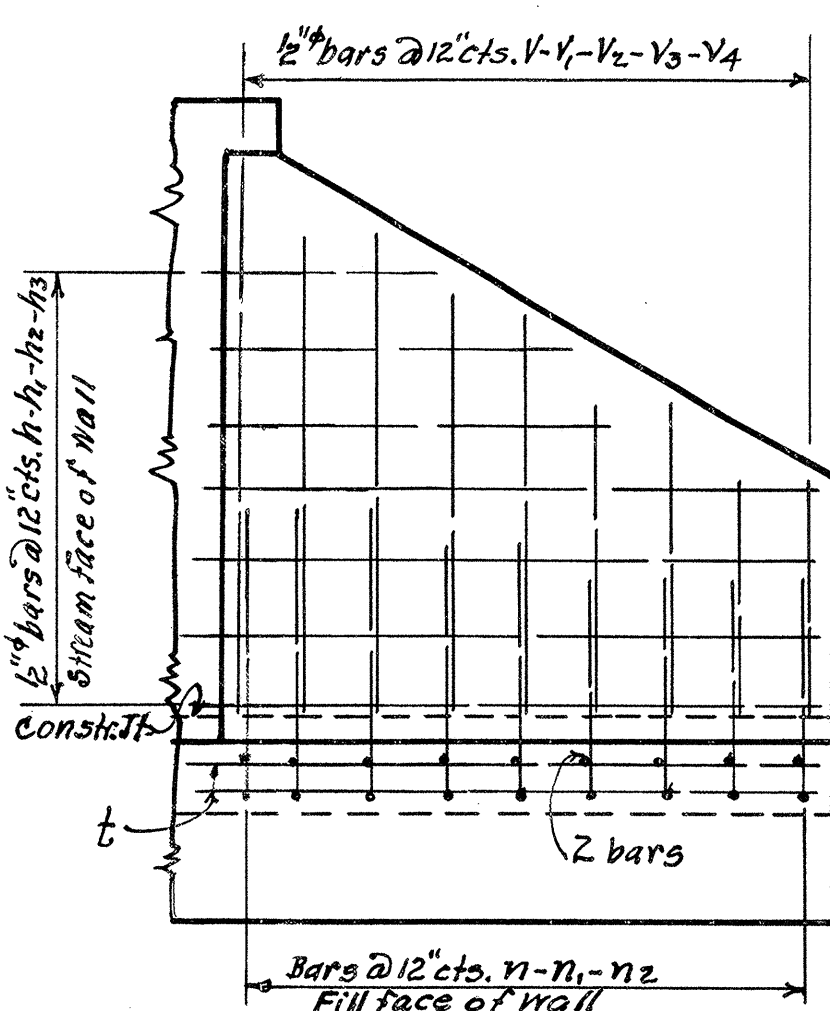 ½"ϕ bars @ 12" cts. V-V₁-V₂-V₃-V₄
½"ϕ bars @ 12" cts. h-h₁-h₂-h₃
Stream face of Wall
Constr. Jt.
t
Z bars
Bars @ 12" cts. n-n₁-n₂
Fill face of Wall